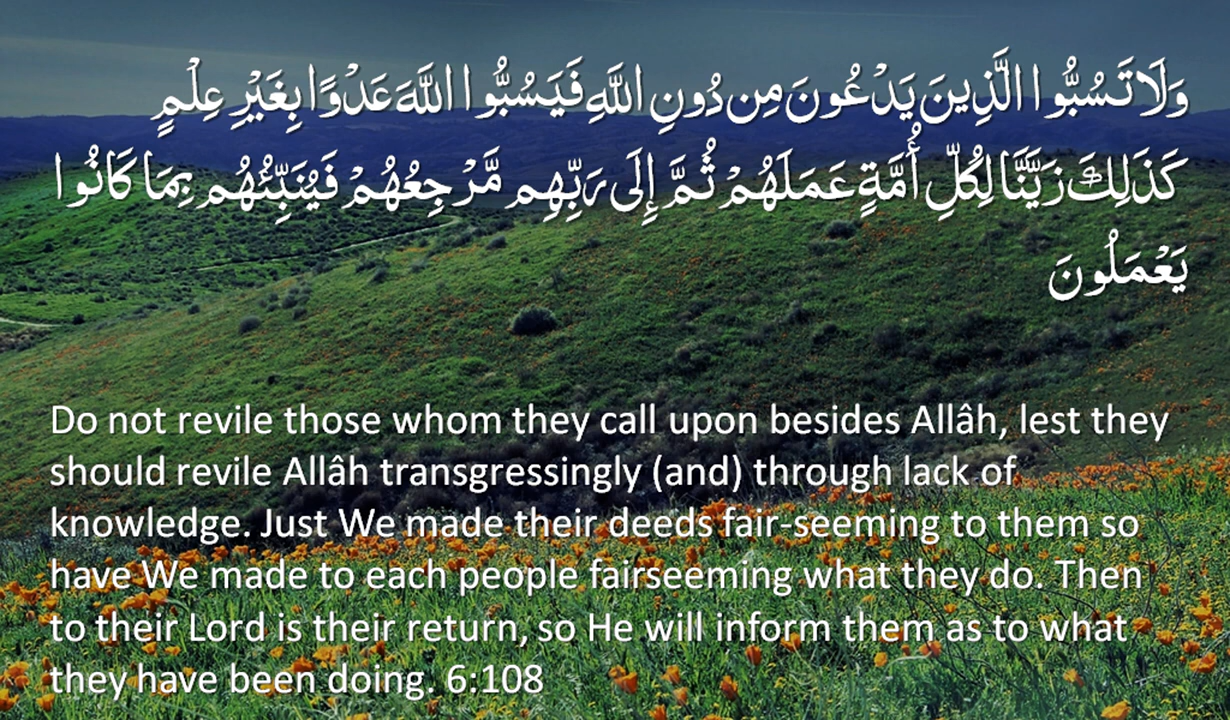 وَلَا تَسُبُّوا الَّذِينَ يَدْعُونَ مِن دُونِ اللَّهِ فَيَسُبُّوا اللَّهَ عَدْوًا بِغَيْرِ عِلْمٍ
كَذَلِكَ زَيَّنَّا لِكُلِّ أُمَّةٍ عَمَلَهُمْ ثُمَّ إِلَى رَبِّهِم مَّرْجِعُهُمْ فَيُنَبِّئُهُم بِمَا كَانُوا
يَعْمَلُونَ
Do not revile those whom they call upon besides Allâh, lest they
should revile Allâh transgressingly (and) through lack of
knowledge. Just We made their deeds fair-seeming to them so
have We made to each people fairseeming what they do. Then
to their Lord is their return, so He will inform them as to what
they have been doing. 6:108